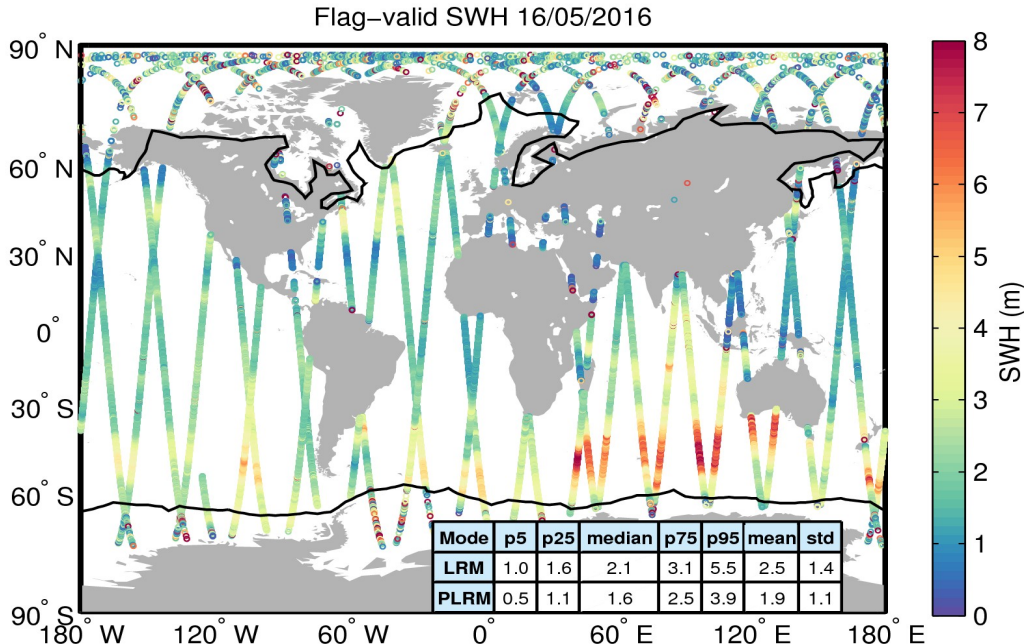 Flag−valid SWH 16/05/2016
90° N
60° N
30° N
0°
30° S
60° S
90° S
180° W
120° W
60° W
0°
60° E
120° E
180° E
8
7
6
5
4
3
2
1
0
SWH (m)
Mode p5 p25 median p75 p95 mean std
LRM 1.0 1.6 2.1 3.1 5.5 2.5 1.4
PLRM 0.5 1.1 1.6 2.5 3.9 1.9 1.1